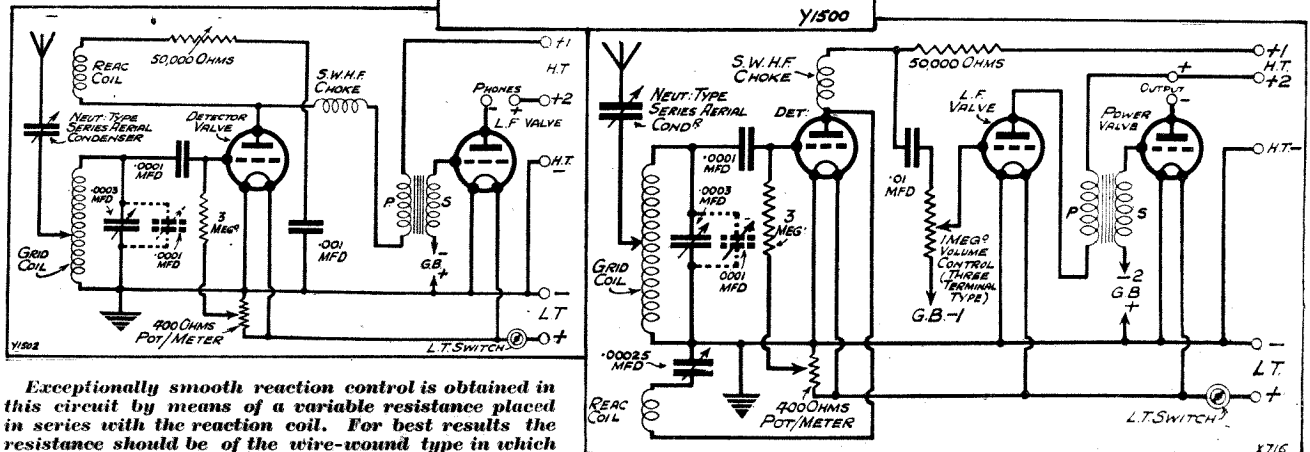 Y1500
REAC
COIL
50,000 OHMS
NEUT: TYPE
SERIES AERIAL
CONDENSER
DETECTOR
VALVE
S.W.H.F.
CHOKE
PHONES
-
+
L.F VALVE
+1
H.T
+2
H.T.
-
.0001
MFD
.0003
MFD
.0001
MFD
3
MEGΩ
.001
MFD
P
S
-
G.B.
+
GRID
COIL
400 OHMS
POT/METER
-
L T
+
L.T. SWITCH
Y1502
Exceptionally smooth reaction control is obtained in
this circuit by means of a variable resistance placed
in series with the reaction coil. For best results the
resistance should be of the wire-wound type in which
NEUT: TYPE
SERIES AERIAL
CONDR
S.W.H.F.
CHOKE
50,000 OHMS
DET:
L.F.
VALVE
POWER
VALVE
+1
H.T.
+2
+
OUTPUT
-
H.T-
.0001
MFD
.0003
MFD
.0001
MFD
3
MEG'
.01
MFD
1 MEGΩ
VOLUME
CONTROL
(THREE
TERMINAL
TYPE)
G.B.-1
P
S
-2
G B
+
GRID
COIL
.00025
MFD
REAC
COIL
400 OHMS
POT/METER
-
L T.
+
L.T. SWITCH
X716